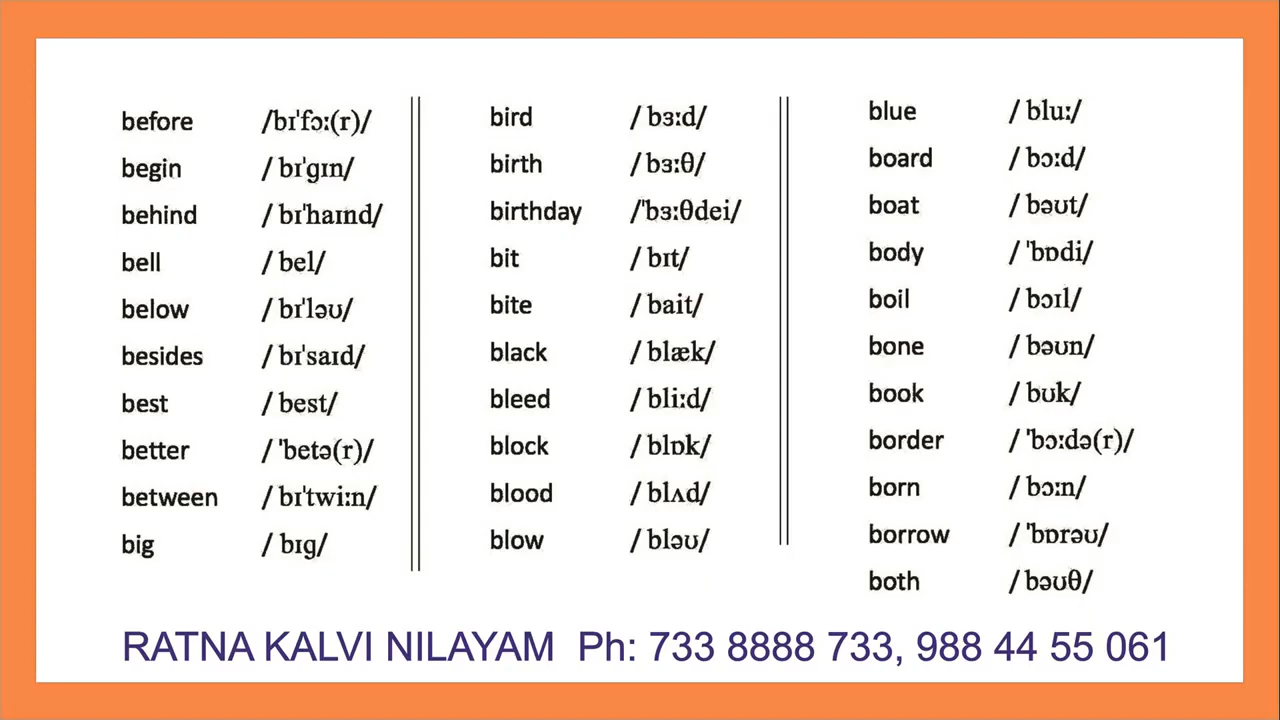 before /bɪˈfɔː(r)/
begin / bɪˈɡɪn/
behind / bɪˈhaɪnd/
bell / bel/
below / bɪˈləʊ/
besides / bɪˈsaɪd/
best / best/
better / ˈbetə(r)/
between / bɪˈtwiːn/
big / bɪɡ/
bird / bɜːd/
birth / bɜːθ/
birthday /ˈbɜːθdei/
bit / bɪt/
bite / bait/
black / blæk/
bleed / bliːd/
block / blɒk/
blood / blʌd/
blow / bləʊ/
blue / bluː/
board / bɔːd/
boat / bəʊt/
body / ˈbɒdi/
boil / bɔɪl/
bone / bəʊn/
book / bʊk/
border / ˈbɔːdə(r)/
born / bɔːn/
borrow / ˈbɒrəʊ/
both / bəʊθ/
RATNA KALVI NILAYAM Ph: 733 8888 733, 988 44 55 061